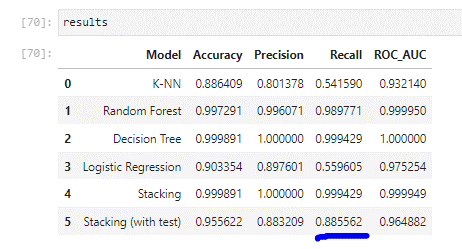 [70]: results
[70]:
Model Accuracy Precision Recall ROC_AUC
0 K-NN 0.886409 0.801378 0.541590 0.932140
1 Random Forest 0.997291 0.996071 0.989771 0.999950
2 Decision Tree 0.999891 1.000000 0.999429 1.000000
3 Logistic Regression 0.903354 0.897601 0.559605 0.975254
4 Stacking 0.999891 1.000000 0.999429 0.999949
5 Stacking (with test) 0.955622 0.883209 0.885562 0.964882